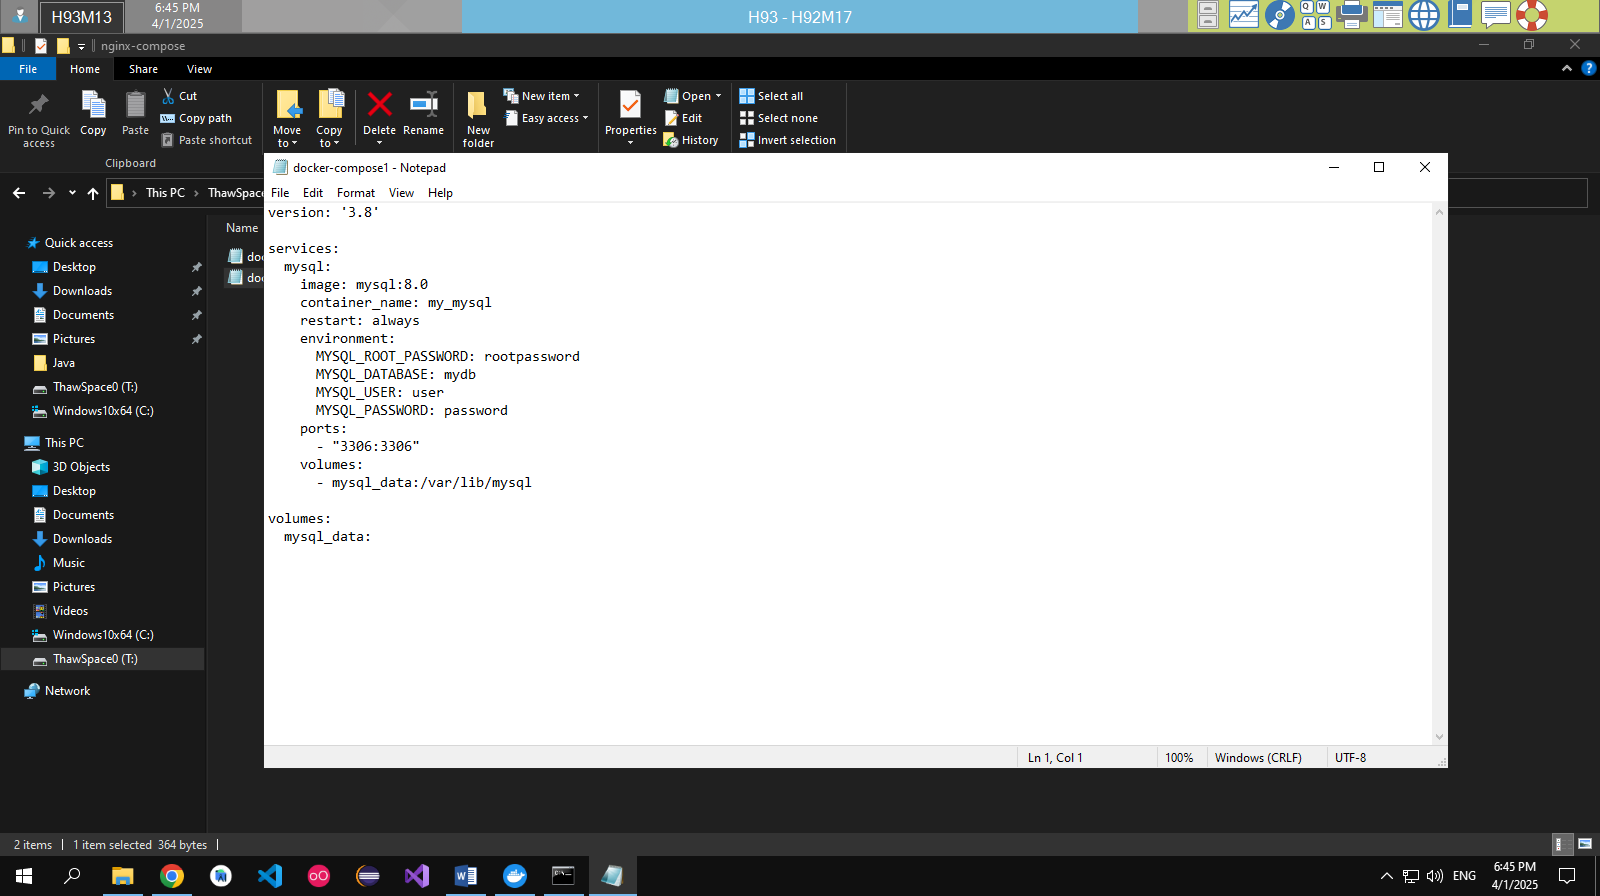 H93M13
6:45 PM
4/1/2025
H93 - H92M17
Q W
A S
nginx-compose
File Home Share View
Pin to Quick access
Copy
Paste
Cut
Copy path
Paste shortcut
Clipboard
Move to
Copy to
Delete
Rename
New folder
New item
Easy access
Properties
Open
Edit
History
Select all
Select none
Invert selection
This PC › ThawSpace
docker-compose1 - Notepad
File Edit Format View Help
version: '3.8'
services:
mysql:
image: mysql:8.0
container_name: my_mysql
restart: always
environment:
MYSQL_ROOT_PASSWORD: rootpassword
MYSQL_DATABASE: mydb
MYSQL_USER: user
MYSQL_PASSWORD: password
ports:
- "3306:3306"
volumes:
- mysql_data:/var/lib/mysql
volumes:
mysql_data:
Ln 1, Col 1
100%
Windows (CRLF)
UTF-8
Name
doc
doc
Quick access
Desktop
Downloads
Documents
Pictures
Java
ThawSpace0 (T:)
Windows10x64 (C:)
This PC
3D Objects
Desktop
Documents
Downloads
Music
Pictures
Videos
Windows10x64 (C:)
ThawSpace0 (T:)
Network
2 items
1 item selected 364 bytes
ENG
6:45 PM
4/1/2025